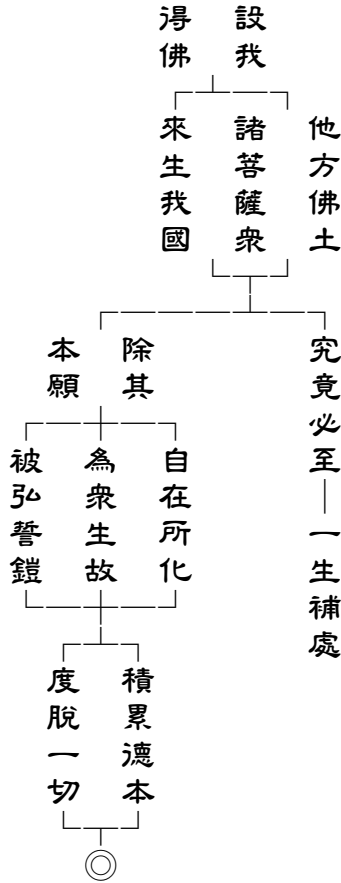 設我
得佛
他方佛土
諸菩薩衆
來生我國
究竟必至
一生補處
除其
本願
自在所化
為衆生故
被弘誓鎧
積累德本
度脫一切